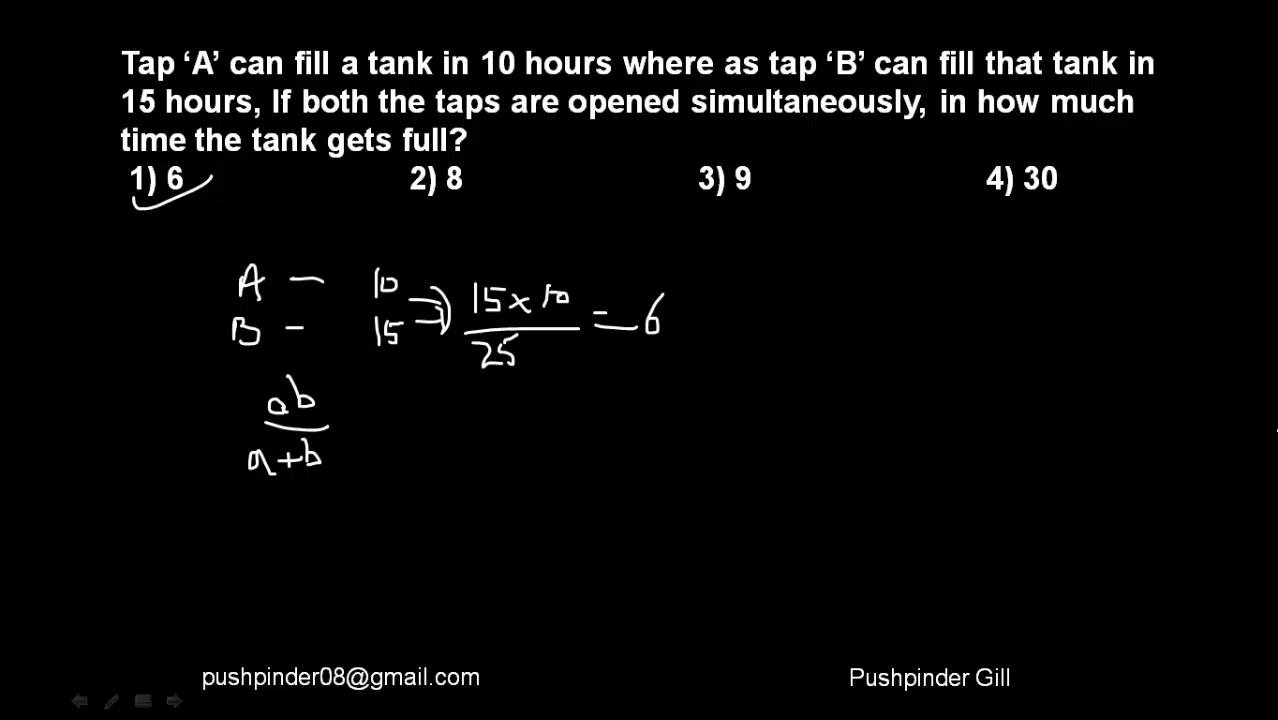 Tap ‘A’ can fill a tank in 10 hours where as tap ‘B’ can fill that tank in
15 hours, If both the taps are opened simultaneously, in how much
time the tank gets full?
1) 6 2) 8 3) 9 4) 30
A — 10
B - 15
⇒ 15 x 10 / 25 = 6
ab
a+b
pushpinder08@gmail.com Pushpinder Gill